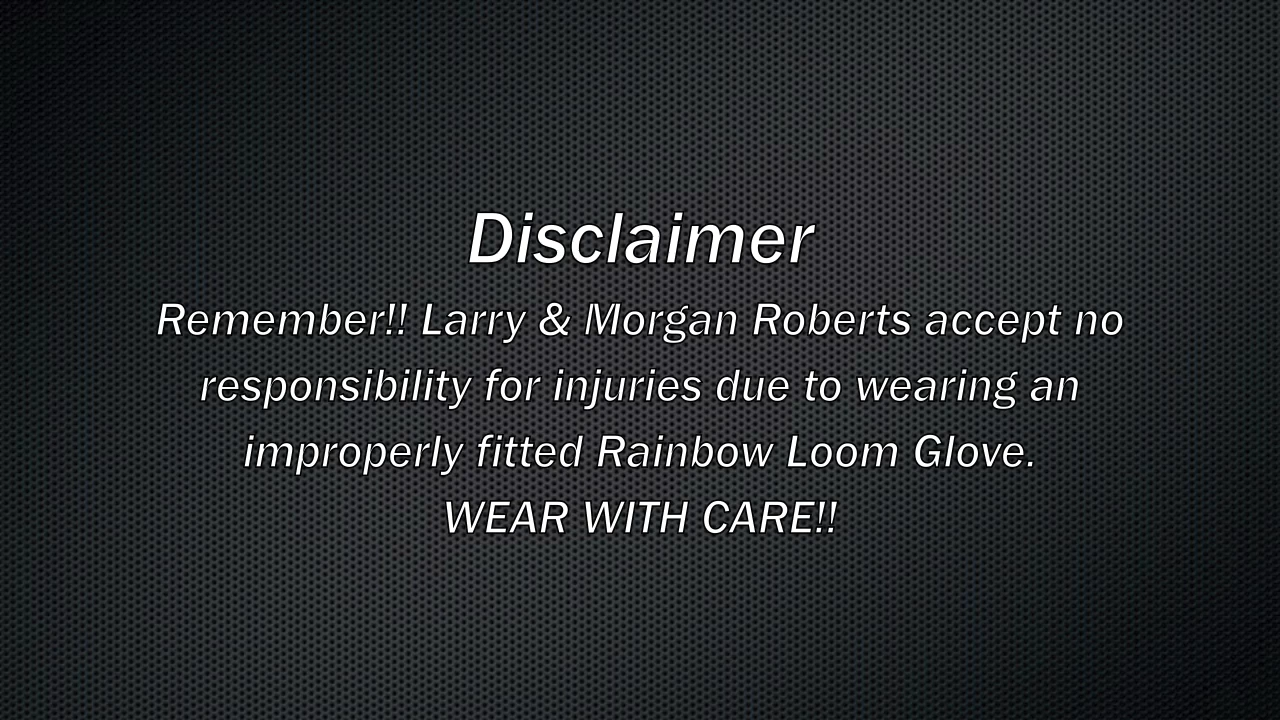 Disclaimer
Remember!! Larry & Morgan Roberts accept no
responsibility for injuries due to wearing an
improperly fitted Rainbow Loom Glove.
WEAR WITH CARE!!